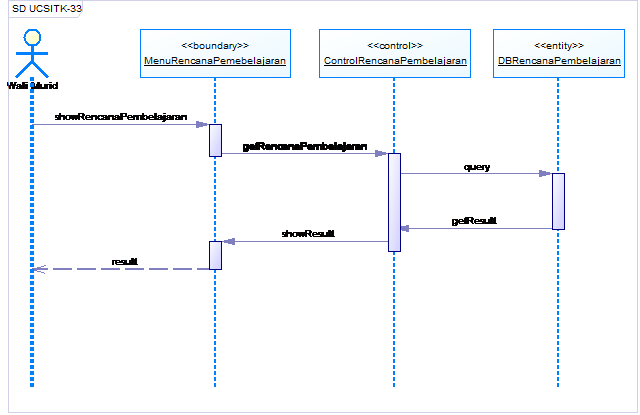 SD UCSITK-33
<<boundary>>
MenuRencanaPemebelajaran
<<control>>
ControlRencanaPembelajaran
<<entity>>
DBRencanaPembelajaran
Wali Murid
showRencanaPembelajaran
getRencanaPembelajaran
query
getResult
showResult
result